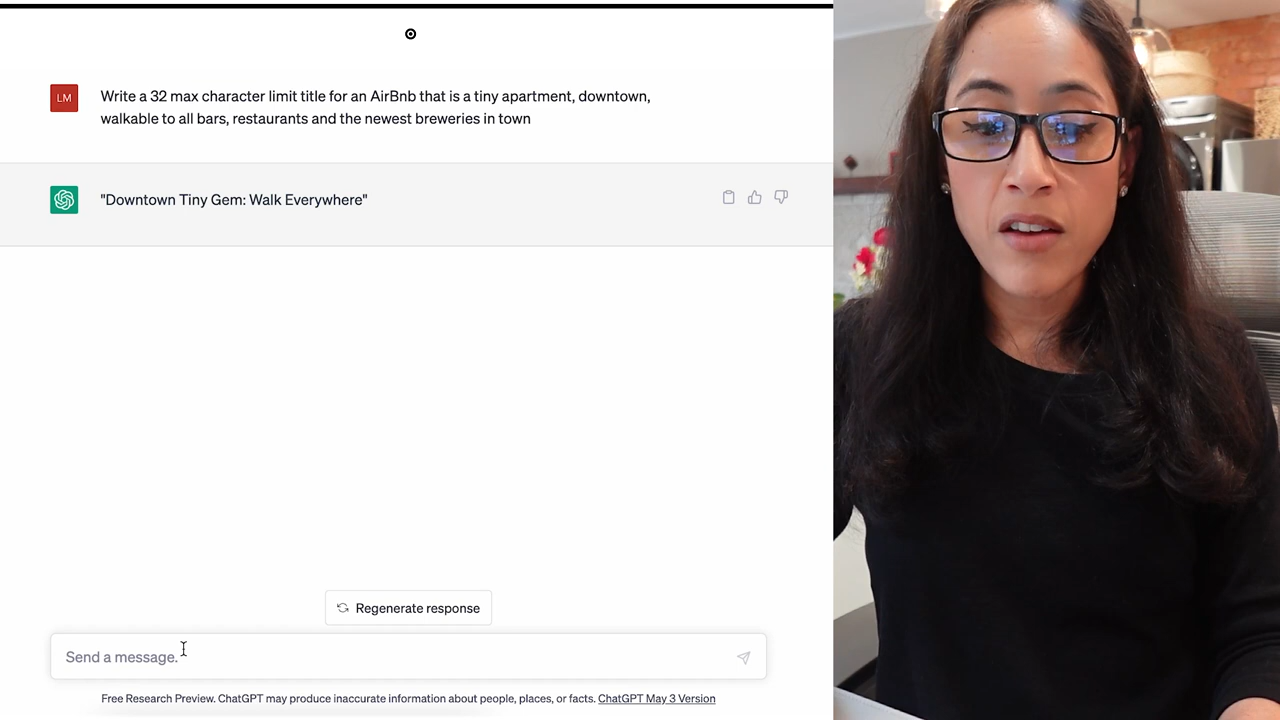 LM
Write a 32 max character limit title for an AirBnb that is a tiny apartment, downtown,
walkable to all bars, restaurants and the newest breweries in town
"Downtown Tiny Gem: Walk Everywhere"
Regenerate response
Send a message.
Free Research Preview. ChatGPT may produce inaccurate information about people, places, or facts. ChatGPT May 3 Version